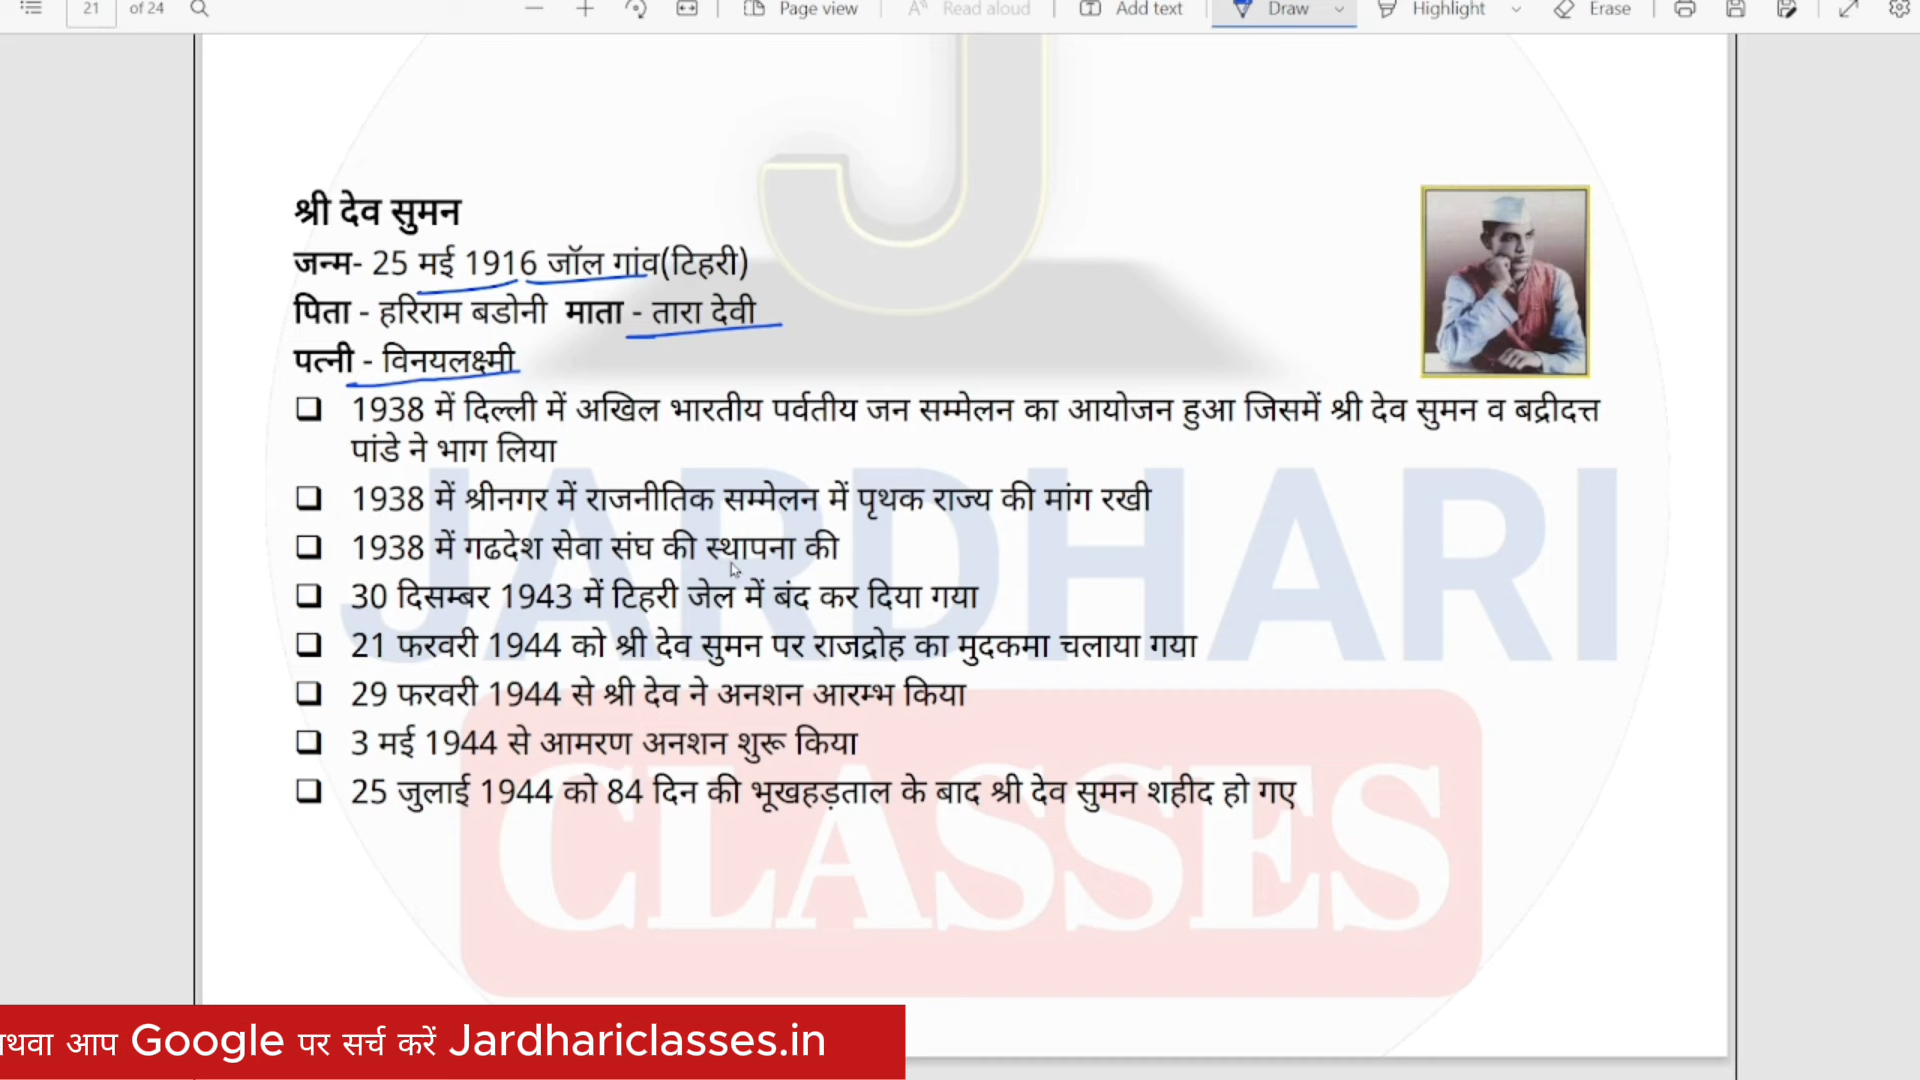 21 of 24 Page view Read aloud Add text Draw Highlight Erase
श्री देव सुमन
जन्म- 25 मई 1916 जॉल गांव(टिहरी)
पिता - हरिराम बडोनी माता - तारा देवी
पत्नी - विनयलक्ष्मी
1938 में दिल्ली में अखिल भारतीय पर्वतीय जन सम्मेलन का आयोजन हुआ जिसमें श्री देव सुमन व बद्रीदत्त
पांडे ने भाग लिया
1938 में श्रीनगर में राजनीतिक सम्मेलन में पृथक राज्य की मांग रखी
1938 में गढदेश सेवा संघ की स्थापना की
30 दिसम्बर 1943 में टिहरी जेल में बंद कर दिया गया
21 फरवरी 1944 को श्री देव सुमन पर राजद्रोह का मुदकमा चलाया गया
29 फरवरी 1944 से श्री देव ने अनशन आरम्भ किया
3 मई 1944 से आमरण अनशन शुरू किया
25 जुलाई 1944 को 84 दिन की भूखहड़ताल के बाद श्री देव सुमन शहीद हो गए
J
JARDHARI
CLASSES
आप Google पर सर्च करें Jardhariclasses.in